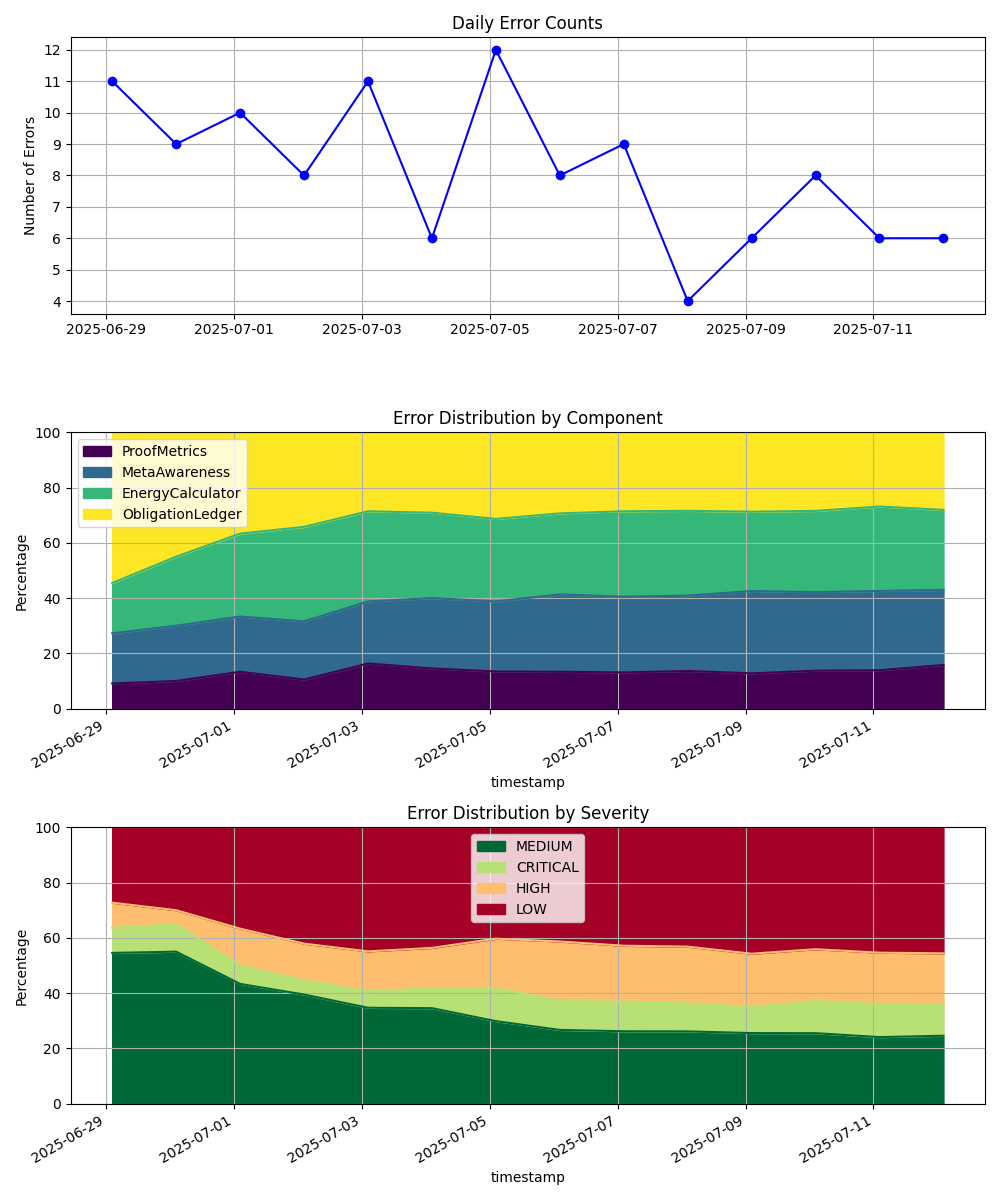 Daily Error Counts
Number of Errors
12
11
10
9
8
7
6
5
4
2025-06-29 2025-07-01 2025-07-03 2025-07-05 2025-07-07 2025-07-09 2025-07-11
Error Distribution by Component
Percentage
100
80
60
40
20
0
ProofMetrics
MetaAwareness
EnergyCalculator
ObligationLedger
2025-06-29 2025-07-01 2025-07-03 2025-07-05 2025-07-07 2025-07-09 2025-07-11
timestamp
Error Distribution by Severity
Percentage
100
80
60
40
20
0
MEDIUM
CRITICAL
HIGH
LOW
2025-06-29 2025-07-01 2025-07-03 2025-07-05 2025-07-07 2025-07-09 2025-07-11
timestamp